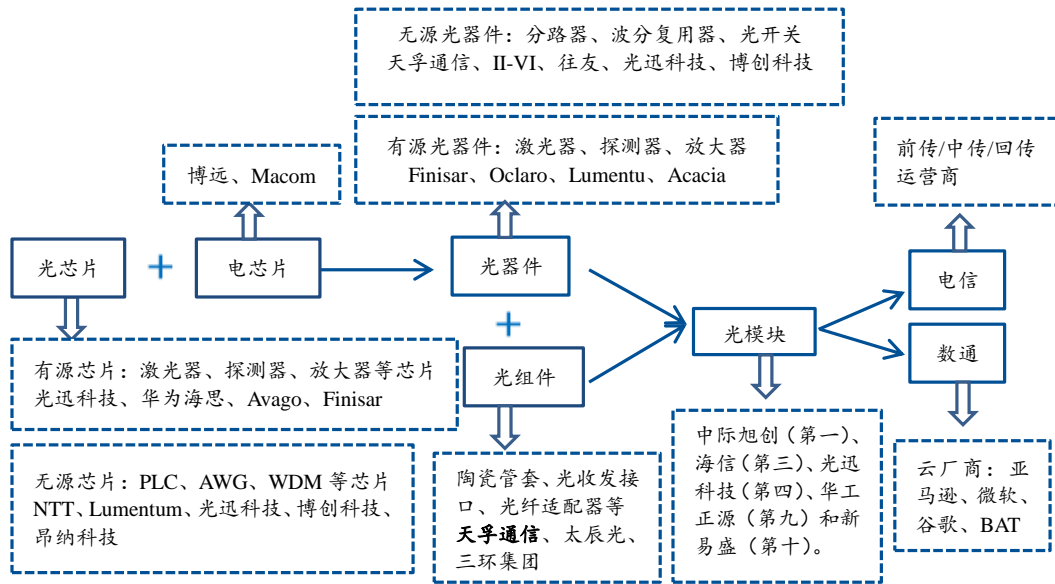 无源光器件：分路器、波分复用器、光开关
天孚通信、II-VI、往友、光迅科技、博创科技
有源光器件：激光器、探测器、放大器
Finisar、Oclaro、Lumentu、Acacia
前传/中传/回传
运营商
博远、Macom
光芯片
+
电芯片
光器件
电信
+
光模块
数通
有源芯片：激光器、探测器、放大器等芯片
光迅科技、华为海思、Avago、Finisar
光组件
无源芯片：PLC、AWG、WDM 等芯片
NTT、Lumentum、光迅科技、博创科技、
昂纳科技
陶瓷管套、光收发接
口、光纤适配器等
天孚通信、太辰光、
三环集团
中际旭创（第一）、
海信（第三）、光迅
科技（第四）、华工
正源（第九）和新
易盛（第十）。
云厂商：亚
马逊、微软、
谷歌、BAT